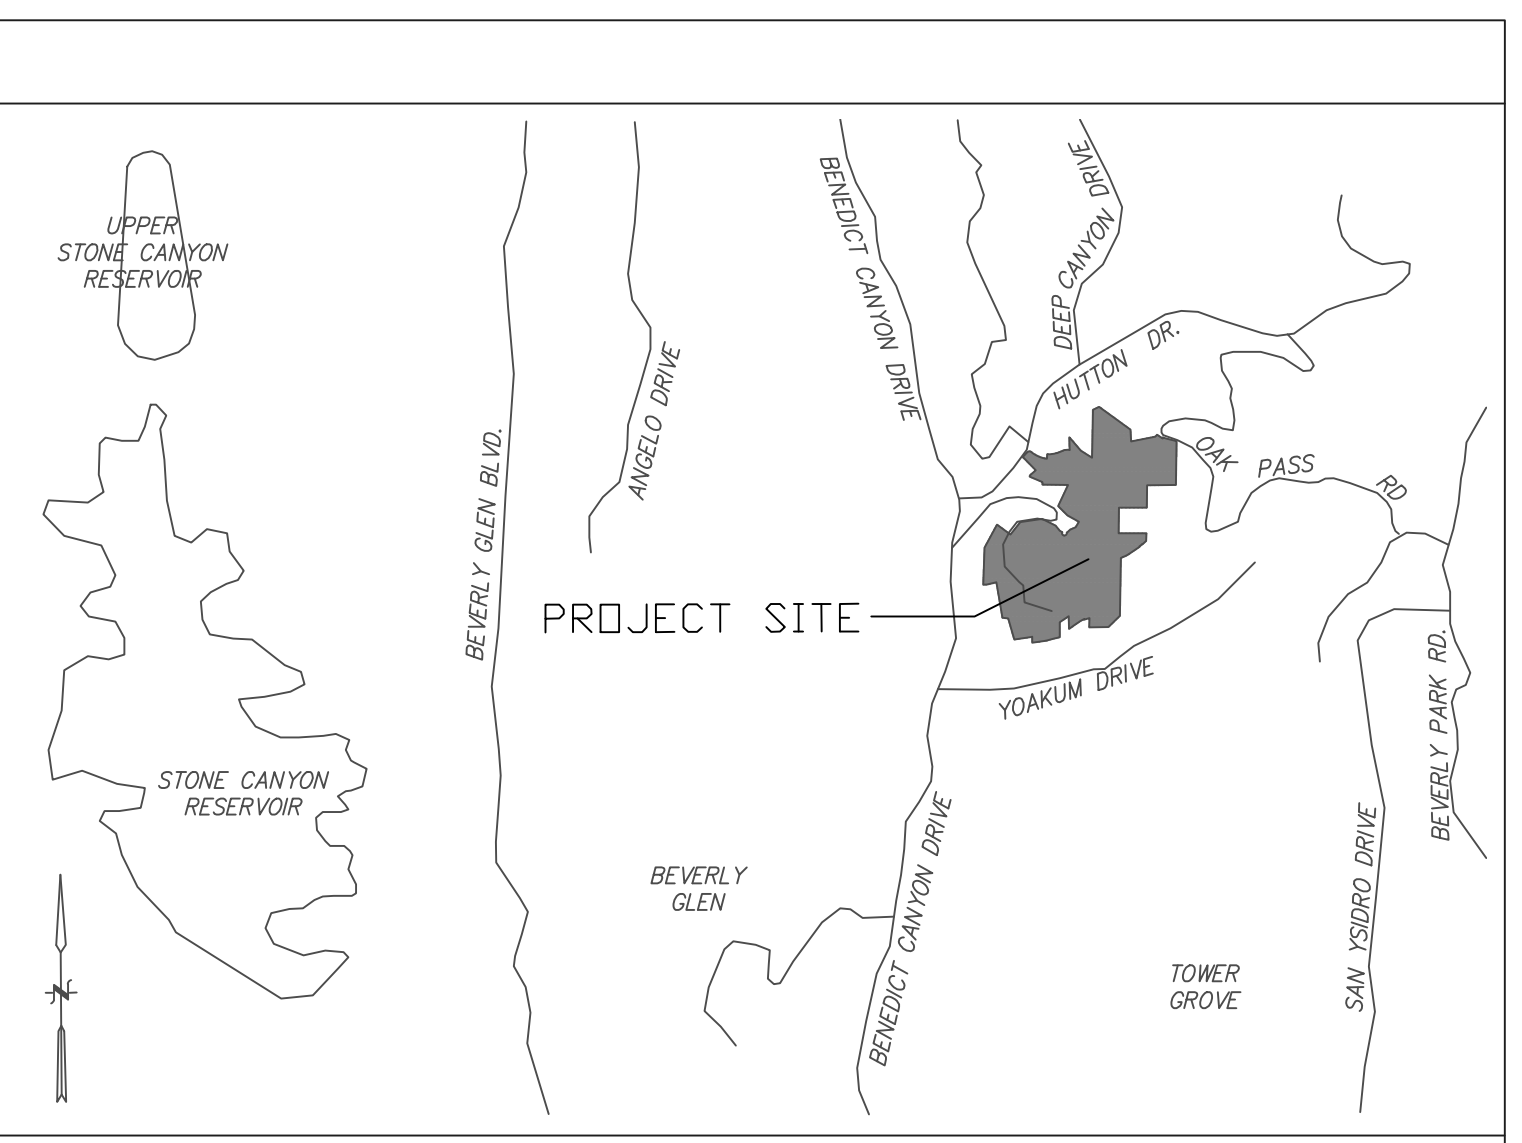 UPPER
STONE CANYON
RESERVOIR
STONE CANYON
RESERVOIR
BEVERLY GLEN BLVD.
ANGELO DRIVE
BENEDICT CANYON DRIVE
DEEP CANYON DRIVE
HUTTON DR.
OAK PASS RD
PROJECT SITE
YOAKUM DRIVE
BEVERLY PARK RD.
SAN YSIDRO DRIVE
BENEDICT CANYON DRIVE
BEVERLY
GLEN
TOWER
GROVE
N